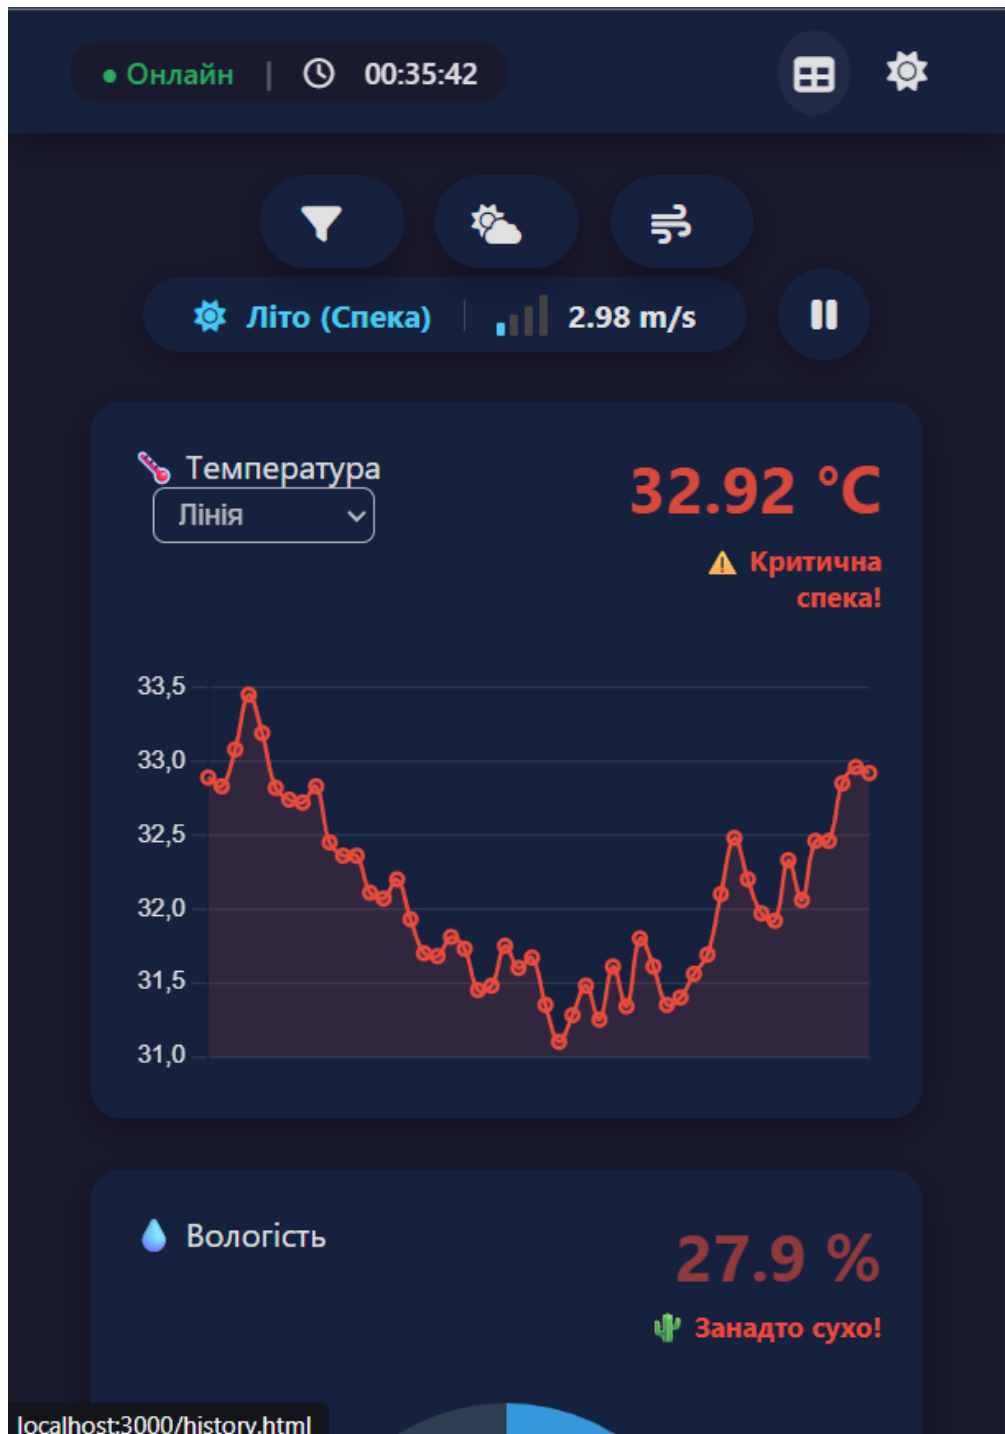 ● Онлайн | 00:35:42
Літо (Спека) 2.98 m/s
Температура
32.92 °C
Лінія
⚠️ Критична
спека!
33,5
33,0
32,5
32,0
31,5
31,0
Вологість
27.9 %
🌵 Занадто сухо!
localhost:3000/history.html